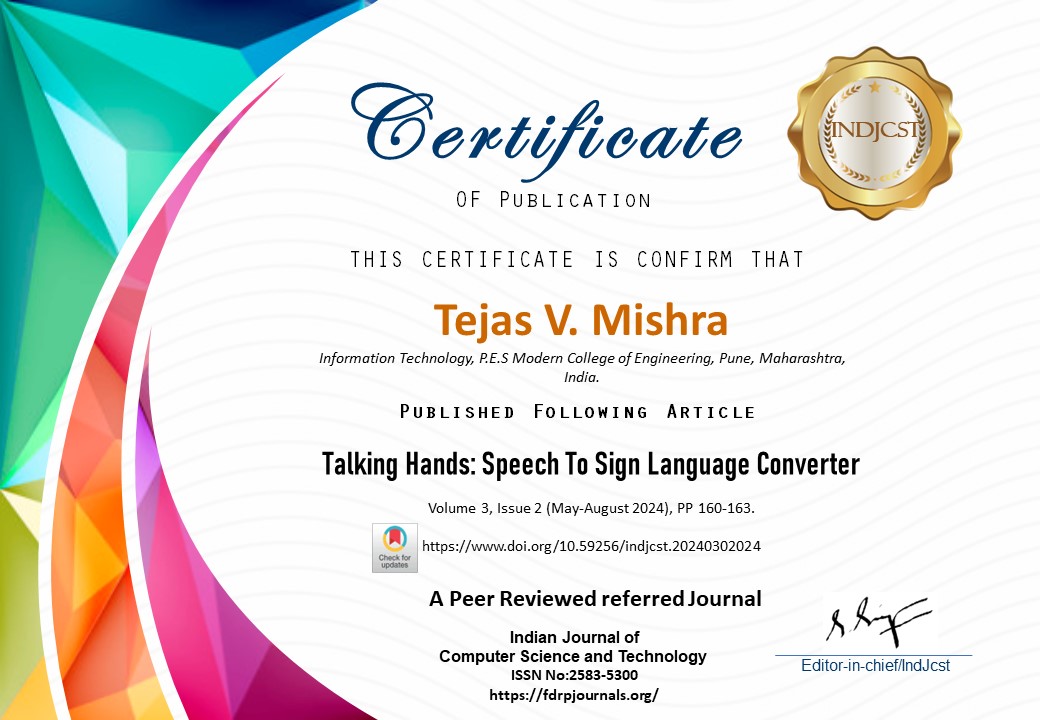 Certificate
INDJCST
OF PUBLICATION
THIS CERTIFICATE IS CONFIRM THAT
Tejas V. Mishra
Information Technology, P.E.S Modern College of Engineering, Pune, Maharashtra,
India.
PUBLISHED FOLLOWING ARTICLE
Talking Hands: Speech To Sign Language Converter
Volume 3, Issue 2 (May-August 2024), PP 160-163.
Check for
updates
https://www.doi.org/10.59256/indjcst.20240302024
A Peer Reviewed referred Journal
Indian Journal of
Computer Science and Technology
ISSN No:2583-5300
https://fdrpjournals.org/
Editor-in-chief/IndJcst